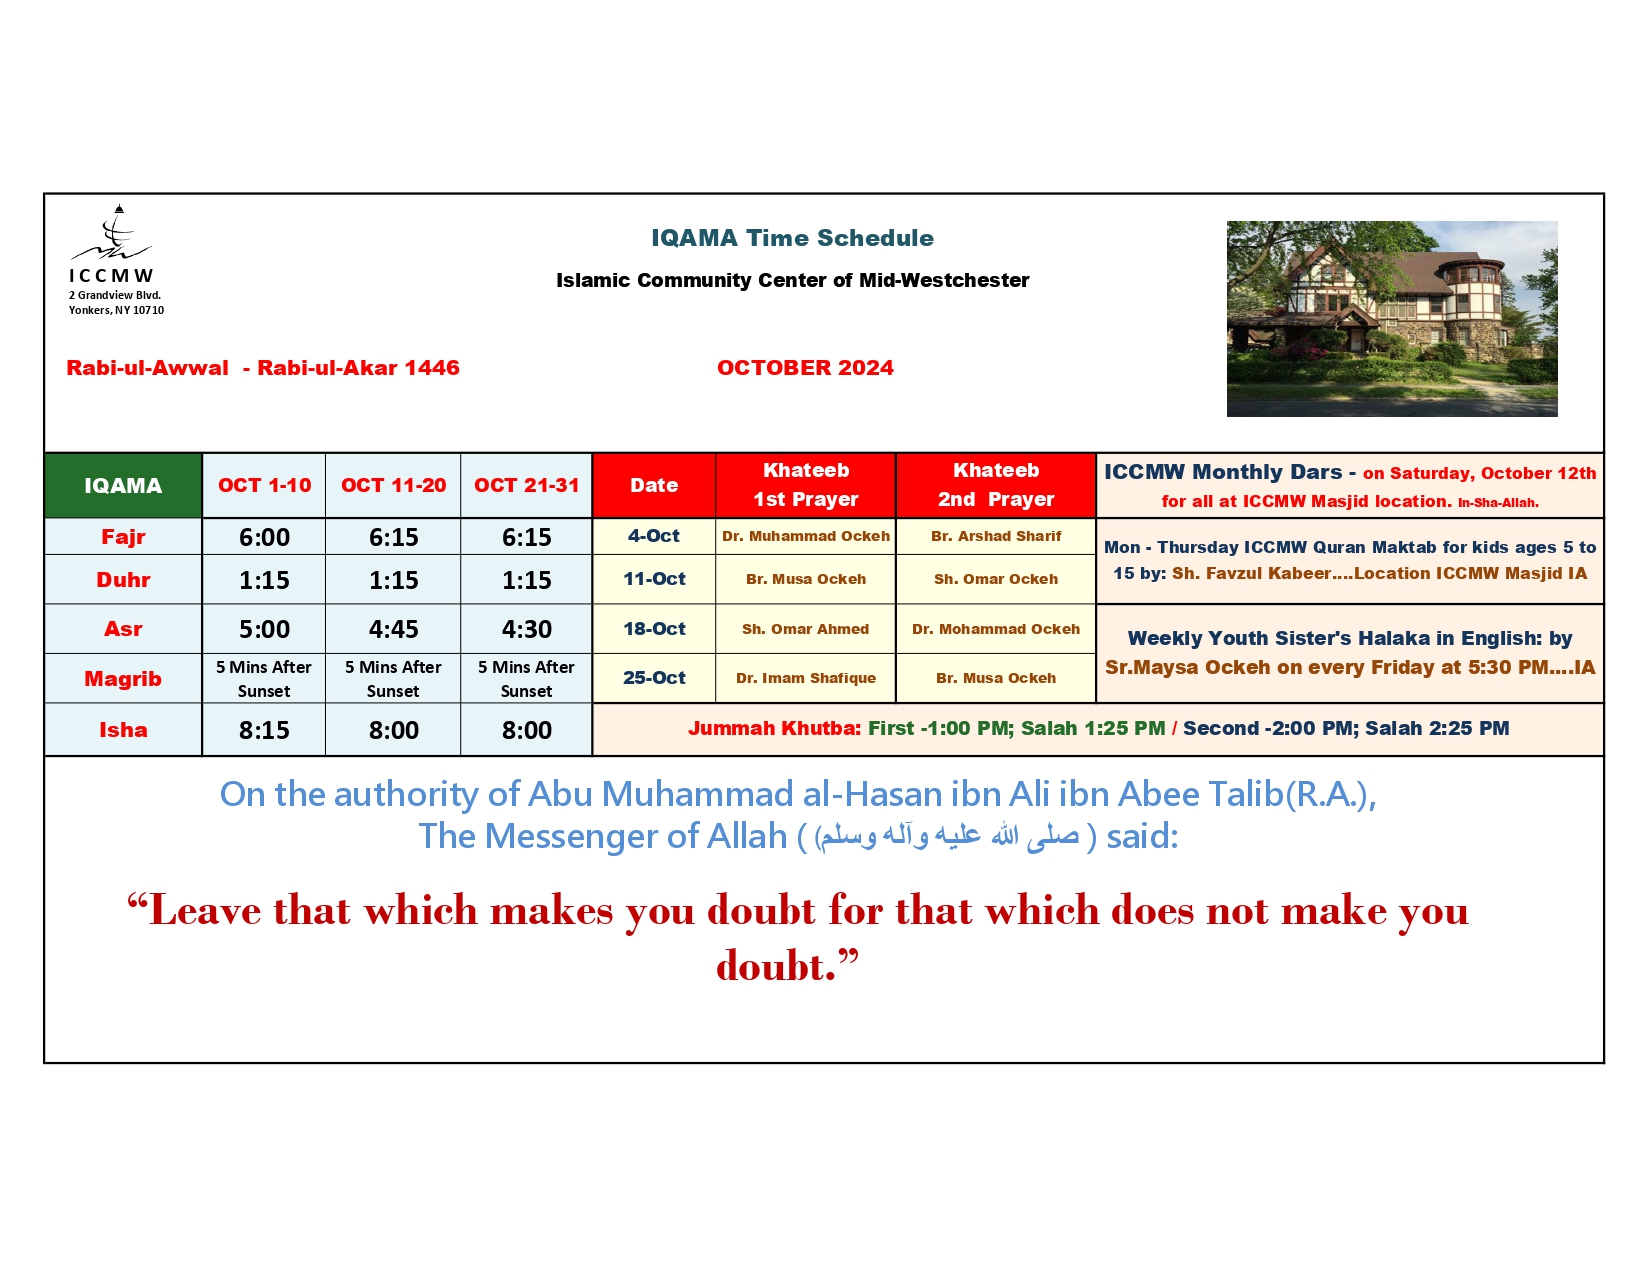 ICCMW
2 Grandview Blvd.
Yonkers, NY 10710
IQAMA Time Schedule
Islamic Community Center of Mid-Westchester
Rabi-ul-Awwal - Rabi-ul-Akar 1446
OCTOBER 2024
IQAMA OCT 1-10 OCT 11-20 OCT 21-31
Fajr 6:00 6:15 6:15
Duhr 1:15 1:15 1:15
Asr 5:00 4:45 4:30
Magrib 5 Mins After 5 Mins After 5 Mins After
Sunset Sunset Sunset
Isha 8:15 8:00 8:00
Date Khateeb Khateeb
1st Prayer 2nd Prayer
4-Oct Dr. Muhammad Ockeh Br. Arshad Sharif
11-Oct Br. Musa Ockeh Sh. Omar Ockeh
18-Oct Sh. Omar Ahmed Dr. Mohammad Ockeh
25-Oct Dr. Imam Shafique Br. Musa Ockeh
ICCMW Monthly Dars - on Saturday, October 12th
for all at ICCMW Masjid location. In-Sha-Allah.
Mon - Thursday ICCMW Quran Maktab for kids ages 5 to
15 by: Sh. Favzul Kabeer....Location ICCMW Masjid IA
Weekly Youth Sister's Halaka in English: by
Sr.Maysa Ockeh on every Friday at 5:30 PM....IA
Jummah Khutba: First -1:00 PM; Salah 1:25 PM / Second -2:00 PM; Salah 2:25 PM
On the authority of Abu Muhammad al-Hasan ibn Ali ibn Abee Talib(R.A.),
The Messenger of Allah ( (صلى الله عليه وآله وسلم ) said:
“Leave that which makes you doubt for that which does not make you
doubt.”